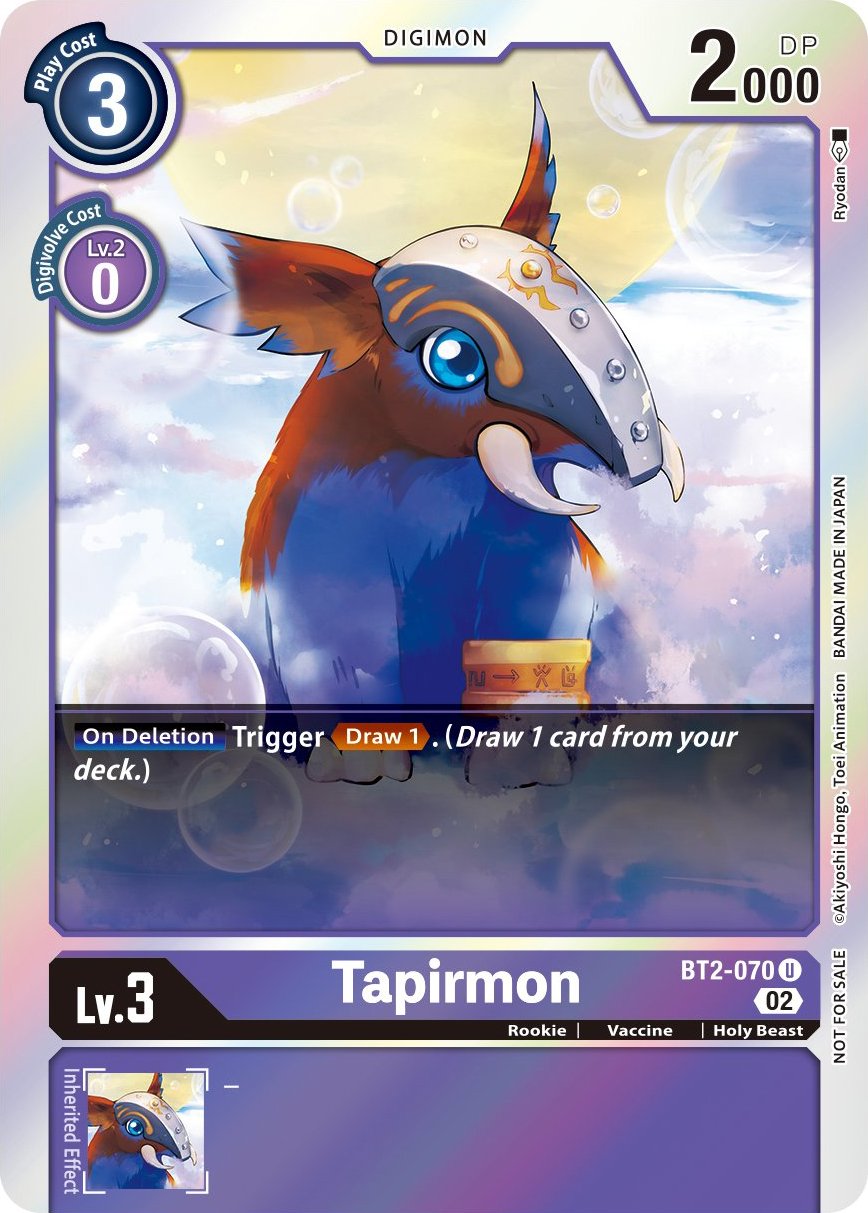 DIGIMON
Play Cost
3
DP
2000
Digivolve Cost
Lv.2
0
Ryodan
BANDAI MADE IN JAPAN
©Akiyoshi Hongo, Toei Animation
NOT FOR SALE
On Deletion Trigger Draw 1. (Draw 1 card from your
deck.)
Lv.3
Tapirmon
BT2-070 U
02
Rookie | Vaccine | Holy Beast
Inherited Effect
–